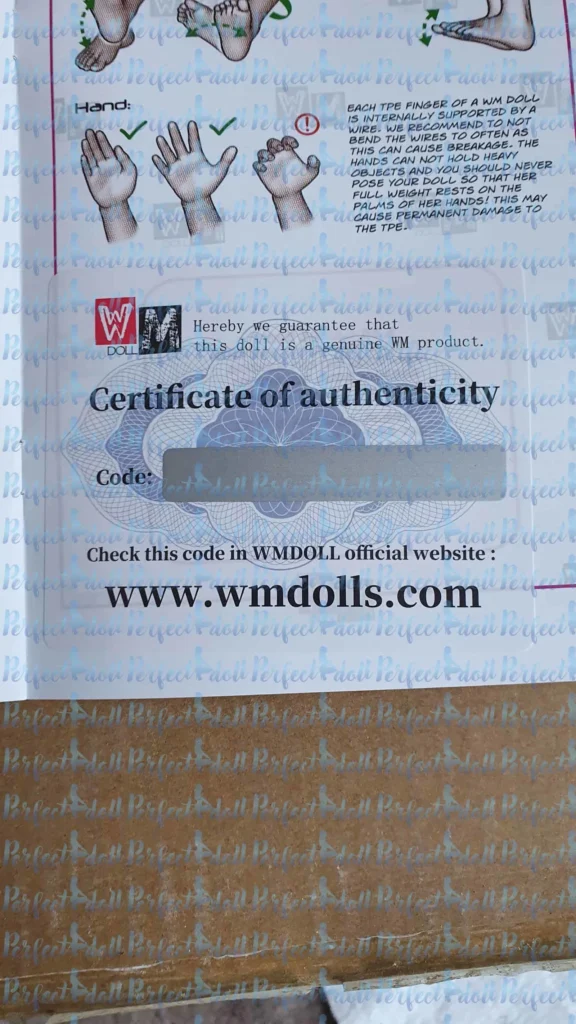 Hand:
EACH TPE FINGER OF A WM DOLL
IS INTERNALLY SUPPORTED BY A
WIRE. WE RECOMMEND TO NOT
BEND THE WIRES TO OFTEN AS
THIS CAN CAUSE BREAKAGE. THE
HANDS CAN NOT HOLD HEAVY
OBJECTS AND YOU SHOULD NEVER
POSE YOUR DOLL SO THAT HER
FULL WEIGHT RESTS ON THE
PALMS OF HER HANDS! THIS MAY
CAUSE PERMANENT DAMAGE TO
THE TPE.
WM
DOLL
Hereby we guarantee that
this doll is a genuine WM product.
Certificate of authenticity
Code:
Check this code in WMDOLL official website :
www.wmdolls.com
Perfect doll